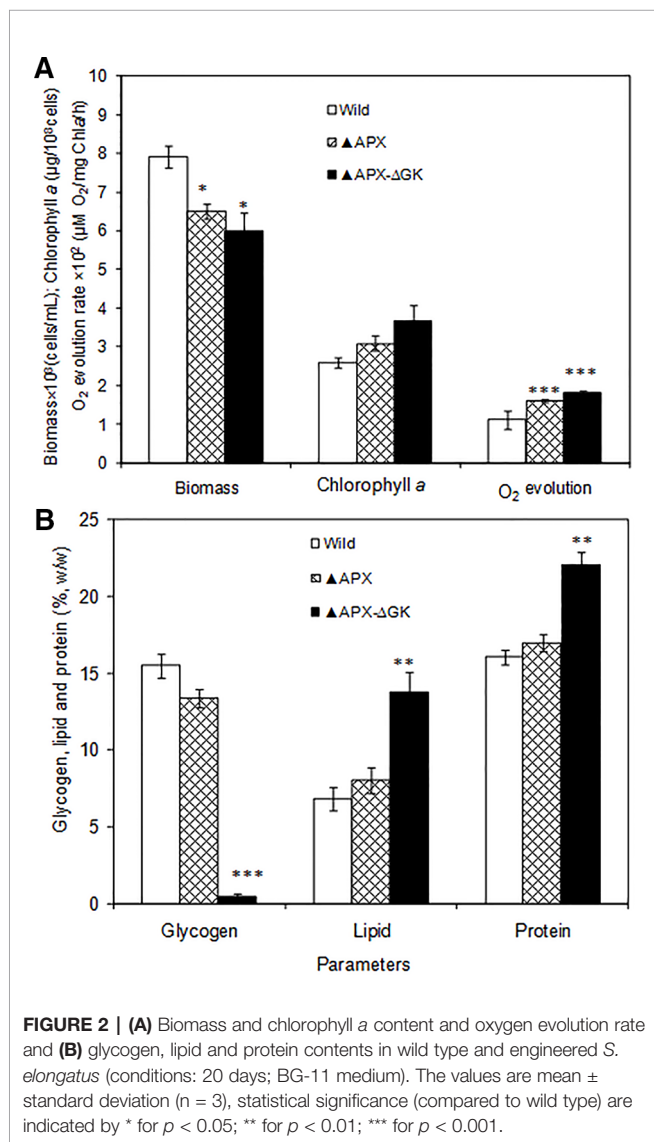 A
Biomass×10⁸(cells/mL); Chlorophyll a (µg/10⁸cells)
O₂ evolution rate ×10² (µM O₂/mg Chla/h)
10
9
8
7
6
5
4
3
2
1
0
Wild
▲APX
▲APX-ΔGK
* *
*** ***
Biomass Chlorophyll a O₂ evolution
B
Glycogen, lipid and protein (%, w/w)
25
20
15
10
5
0
Wild
▲APX
▲APX-ΔGK
*** ** **
Glycogen Lipid Protein
Parameters
FIGURE 2 | (A) Biomass and chlorophyll a content and oxygen evolution rate
and (B) glycogen, lipid and protein contents in wild type and engineered S.
elongatus (conditions: 20 days; BG-11 medium). The values are mean ±
standard deviation (n = 3), statistical significance (compared to wild type) are
indicated by * for p < 0.05; ** for p < 0.01; *** for p < 0.001.